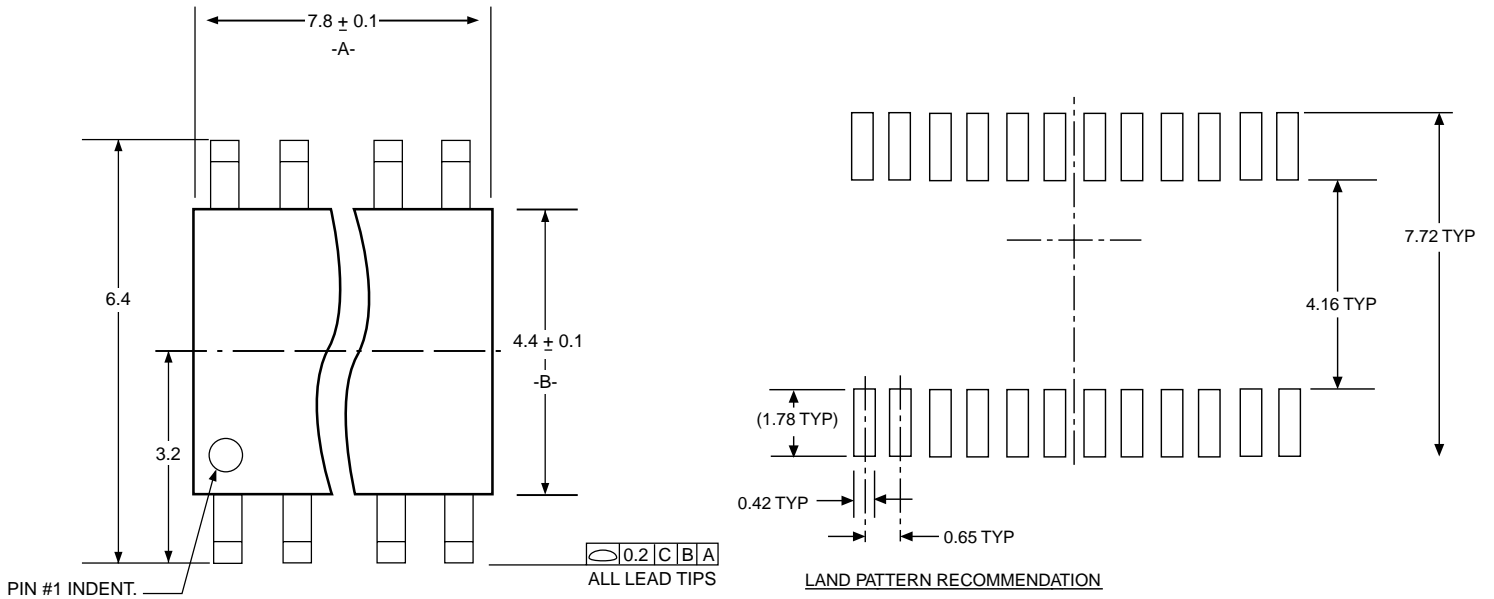 7.8 ± 0.1
-A-
6.4
3.2
4.4 ± 0.1
-B-
PIN #1 INDENT.
0.2 C B A
ALL LEAD TIPS
7.72 TYP
4.16 TYP
(1.78 TYP)
0.42 TYP
0.65 TYP
LAND PATTERN RECOMMENDATION